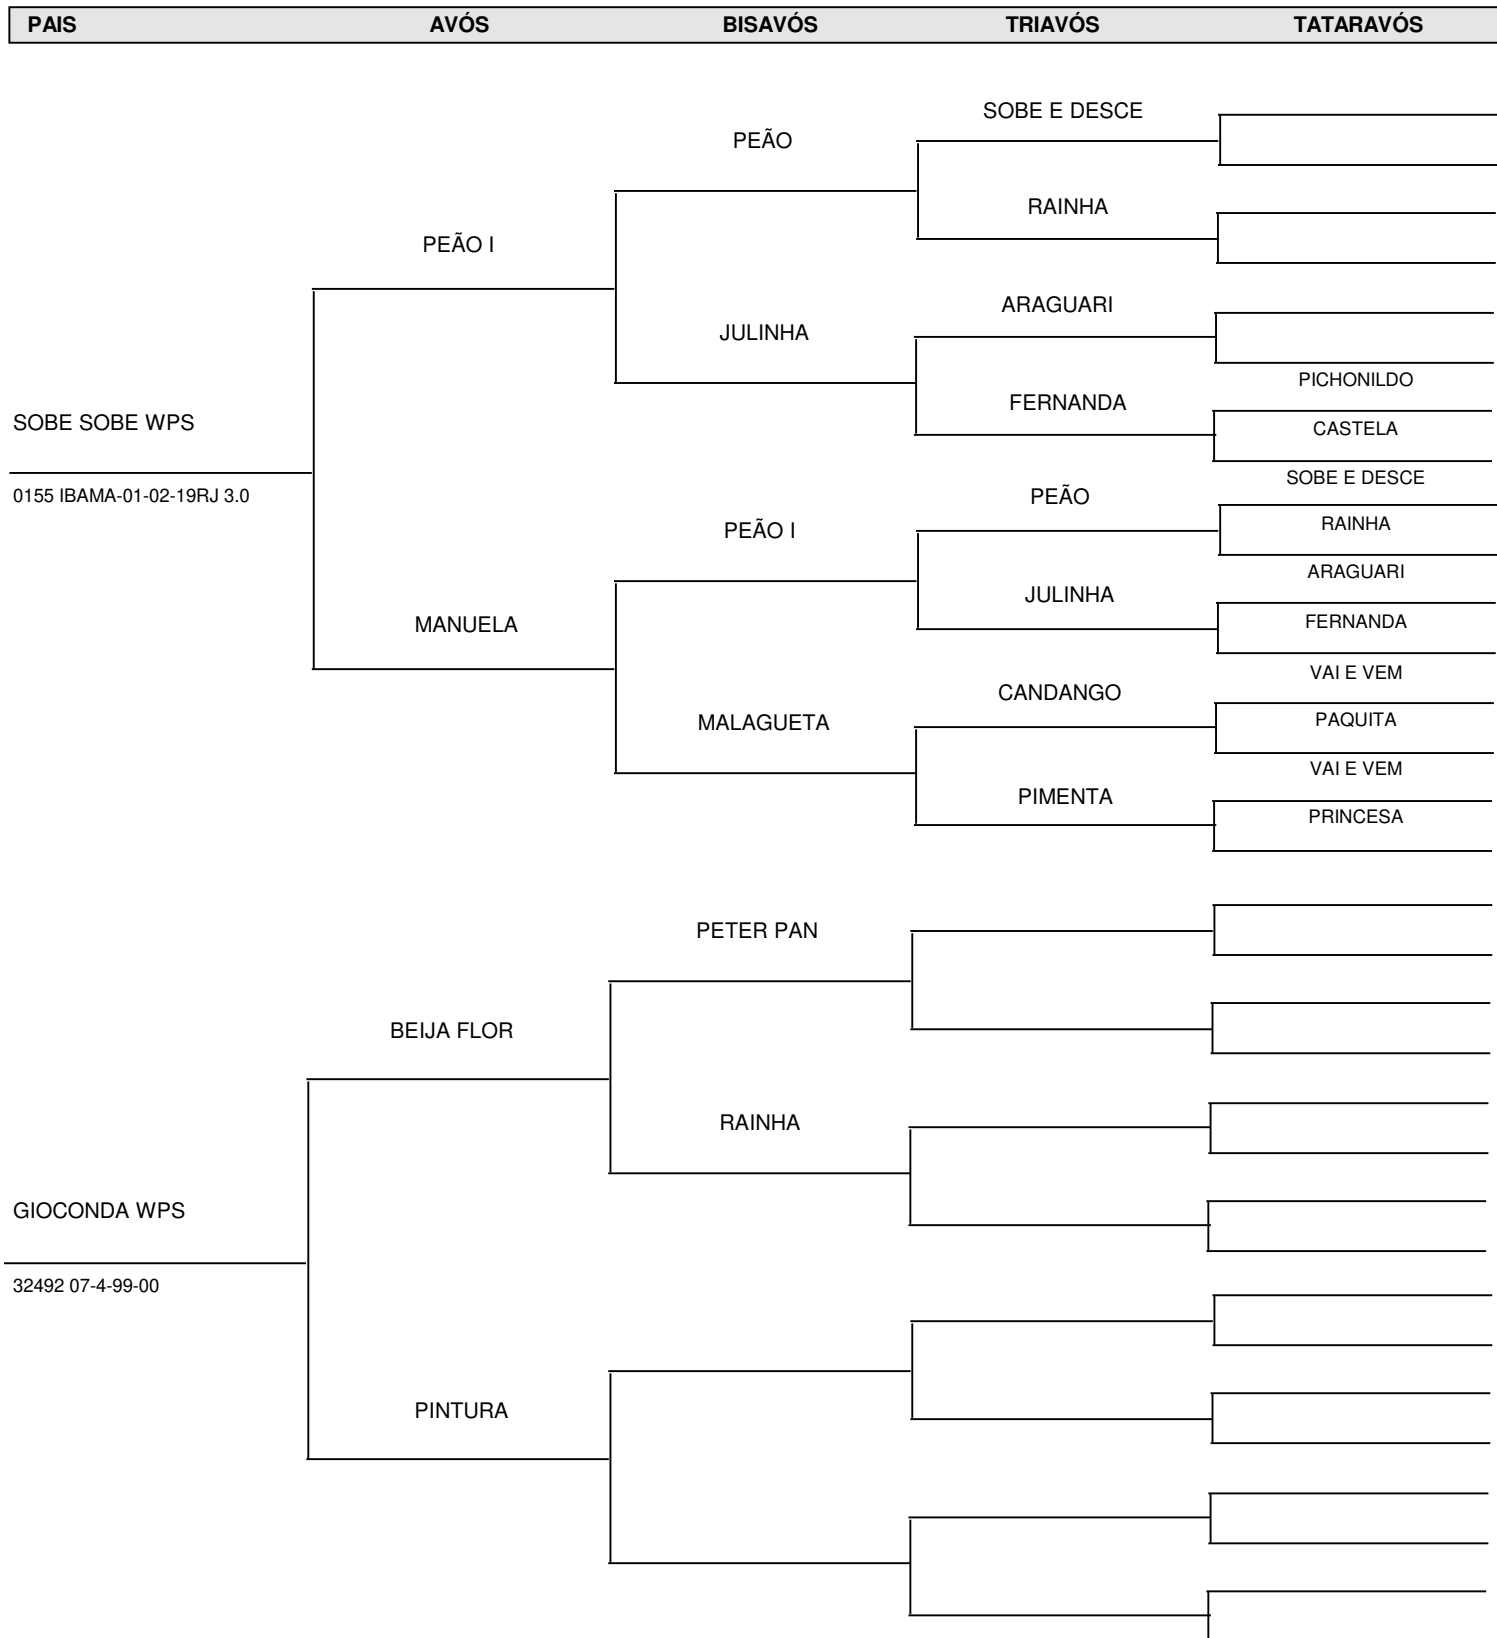 PAIS AVÓS BISAVÓS TRIAVÓS TATARAVÓS
SOBE E DESCE
PEÃO
RAINHA
PEÃO I
ARAGUARI
JULINHA
PICHONILDO
FERNANDA
SOBE SOBE WPS
CASTELA
SOBE E DESCE
0155 IBAMA-01-02-19RJ 3.0
PEÃO
RAINHA
PEÃO I
ARAGUARI
JULINHA
MANUELA
FERNANDA
VAI E VEM
CANDANGO
MALAGUETA
PAQUITA
VAI E VEM
PIMENTA
PRINCESA
PETER PAN
BEIJA FLOR
RAINHA
GIOCONDA WPS
32492 07-4-99-00
PINTURA